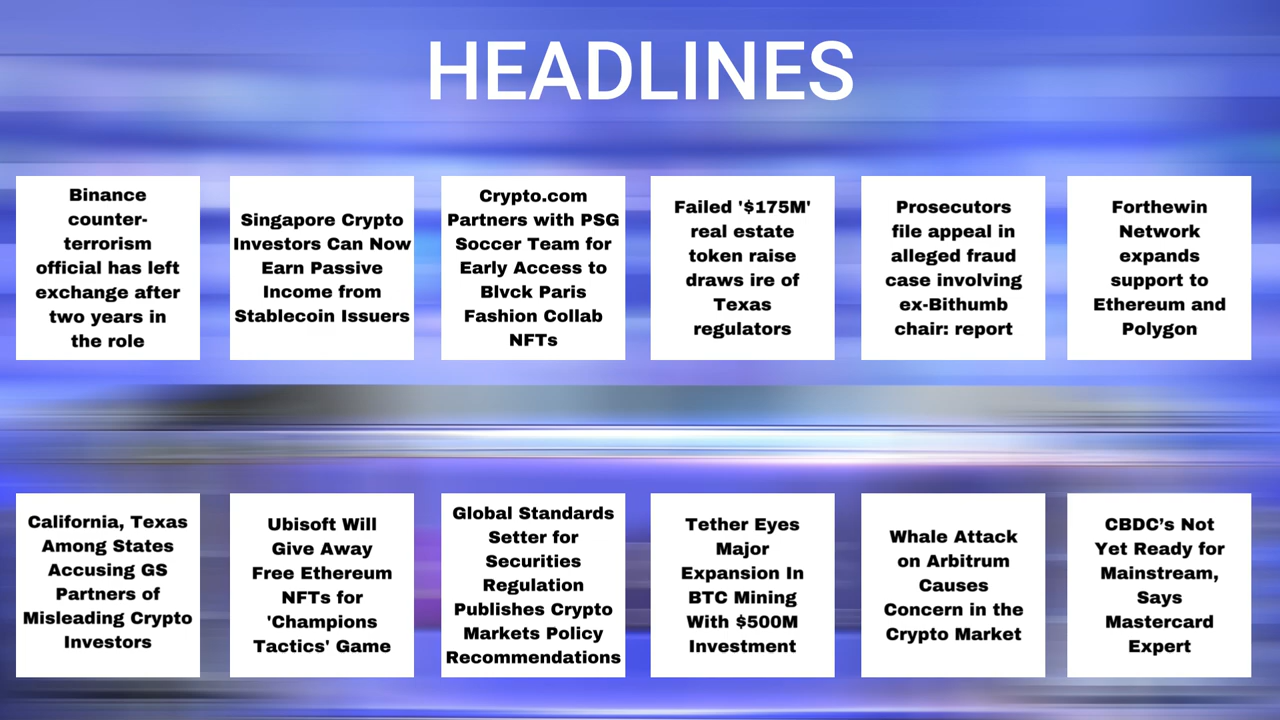 HEADLINES
Binance
counter-
terrorism
official has left
exchange after
two years in
the role
Singapore Crypto
Investors Can Now
Earn Passive
Income from
Stablecoin Issuers
Crypto.com
Partners with PSG
Soccer Team for
Early Access to
Blvck Paris
Fashion Collab
NFTs
Failed '$175M'
real estate
token raise
draws ire of
Texas
regulators
Prosecutors
file appeal in
alleged fraud
case involving
ex-Bithumb
chair: report
Forthewin
Network
expands
support to
Ethereum and
Polygon
California, Texas
Among States
Accusing GS
Partners of
Misleading Crypto
Investors
Ubisoft Will
Give Away
Free Ethereum
NFTs for
'Champions
Tactics' Game
Global Standards
Setter for
Securities
Regulation
Publishes Crypto
Markets Policy
Recommendations
Tether Eyes
Major
Expansion In
BTC Mining
With $500M
Investment
Whale Attack
on Arbitrum
Causes
Concern in the
Crypto Market
CBDC’s Not
Yet Ready for
Mainstream,
Says
Mastercard
Expert